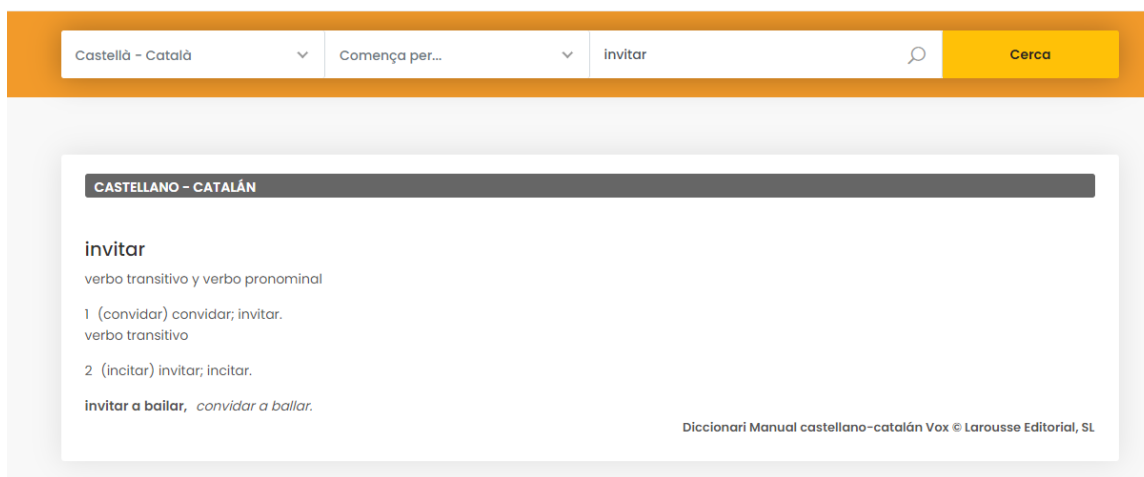 Castellà - Català
Comença per...
invitar
Cerca
CASTELLANO - CATALÁN
invitar
verbo transitivo y verbo pronominal
1 (convidar) convidar; invitar.
verbo transitivo
2 (incitar) invitar; incitar.
invitar a bailar, convidar a ballar.
Diccionari Manual castellano-catalán Vox © Larousse Editorial, SL